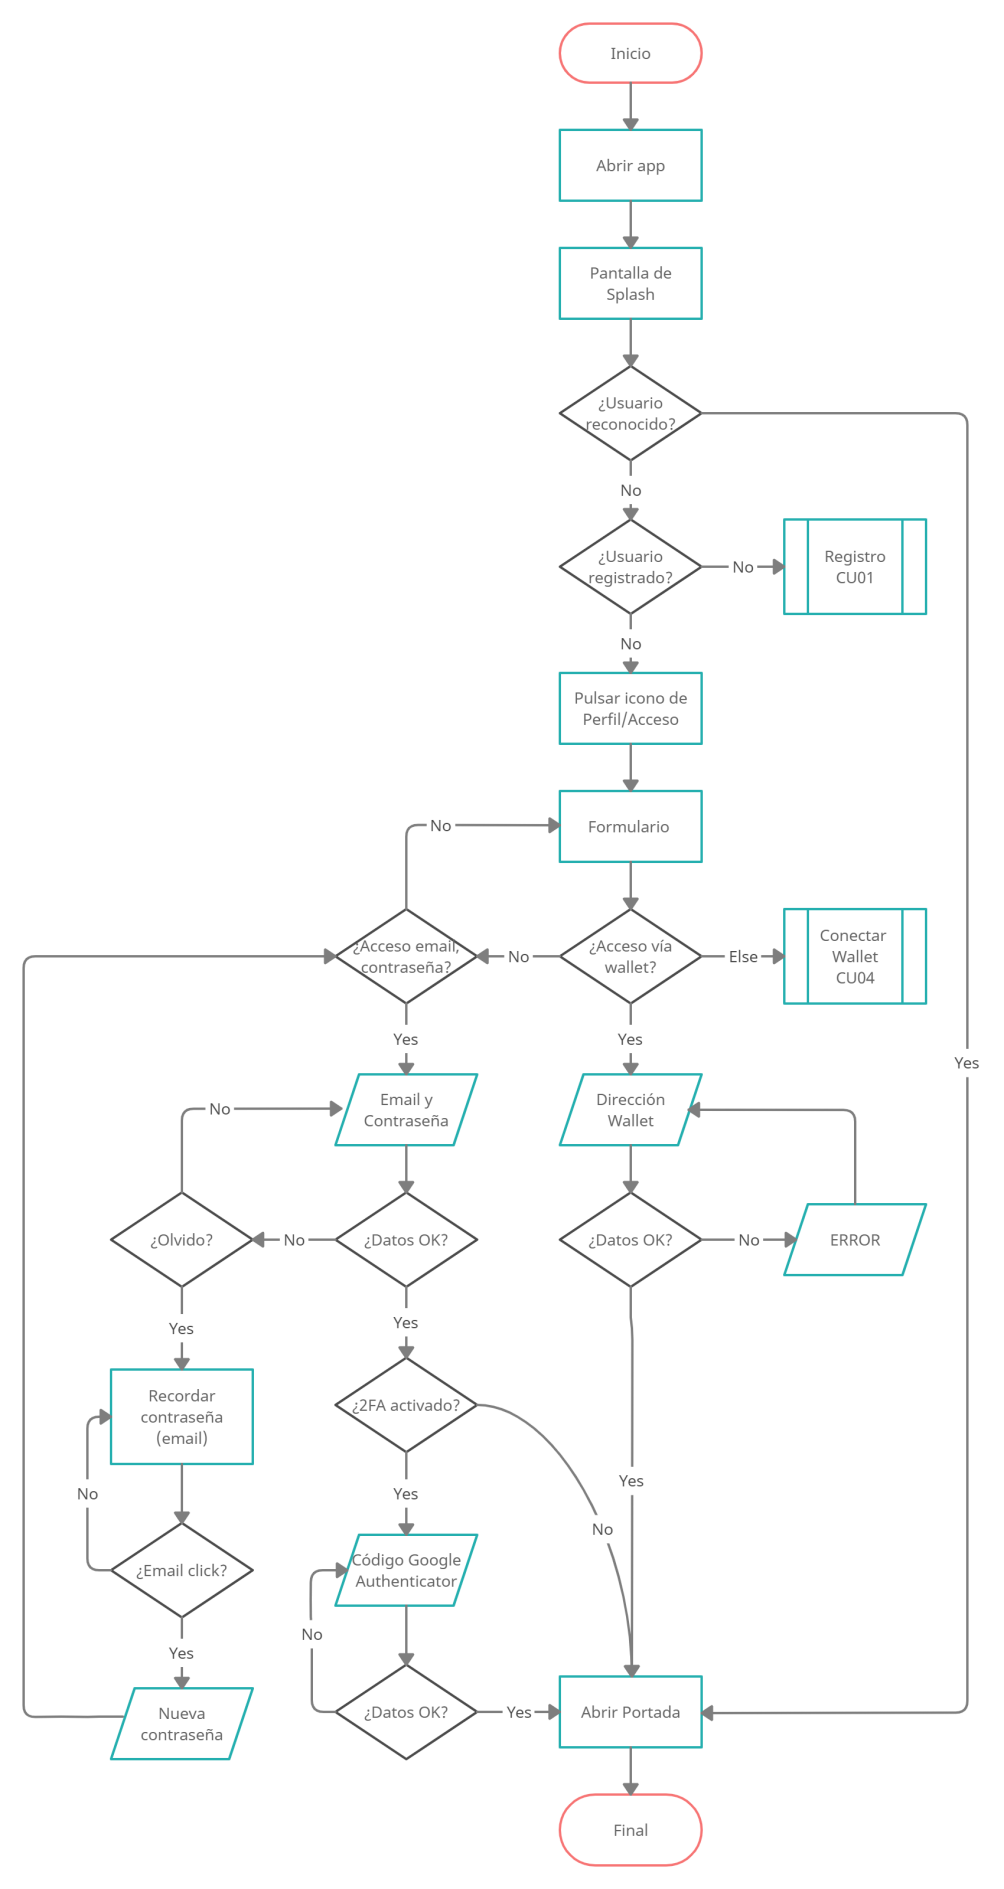 Inicio
Abrir app
Pantalla de
Splash
¿Usuario
reconocido?
No
¿Usuario
registrado?
No
Registro
CU01
No
Pulsar icono de
Perfil/Acceso
Formulario
No
¿Acceso email,
contraseña?
No
¿Acceso vía
wallet?
Else
Conectar
Wallet
CU04
Yes
Yes
Yes
Email y
Contraseña
Dirección
Wallet
No
¿Olvido?
No
¿Datos OK?
¿Datos OK?
No
ERROR
Yes
Yes
Recordar
contraseña
(email)
¿2FA activado?
Yes
No
Yes
No
¿Email click?
Código Google
Authenticator
No
Yes
Nueva
contraseña
¿Datos OK?
Yes
Abrir Portada
Final